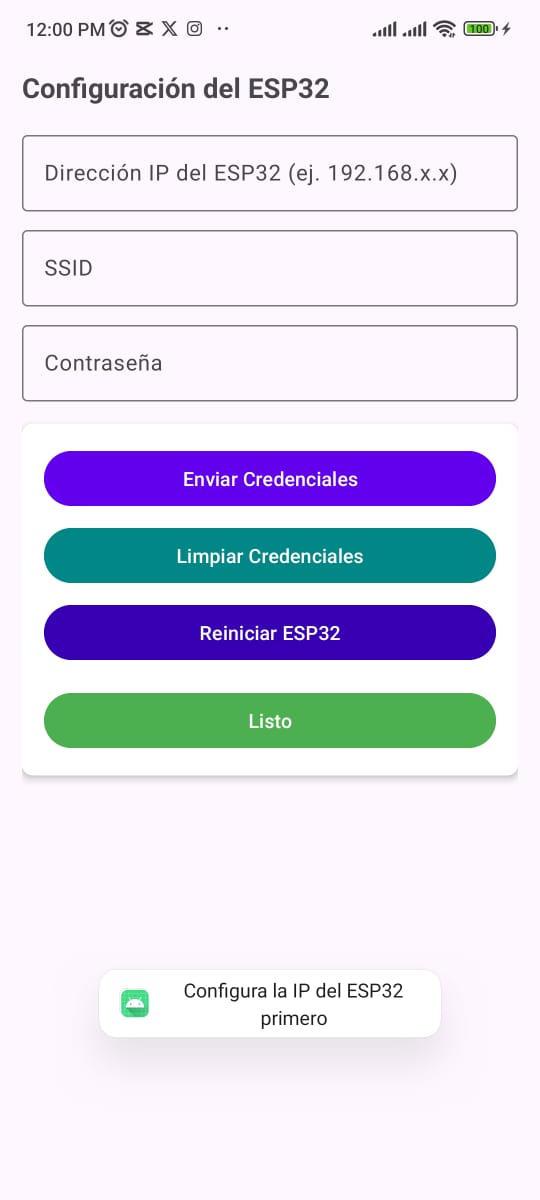 12:00 PM
100
Configuración del ESP32
Dirección IP del ESP32 (ej. 192.168.x.x)
SSID
Contraseña
Enviar Credenciales
Limpiar Credenciales
Reiniciar ESP32
Listo
Configura la IP del ESP32
primero